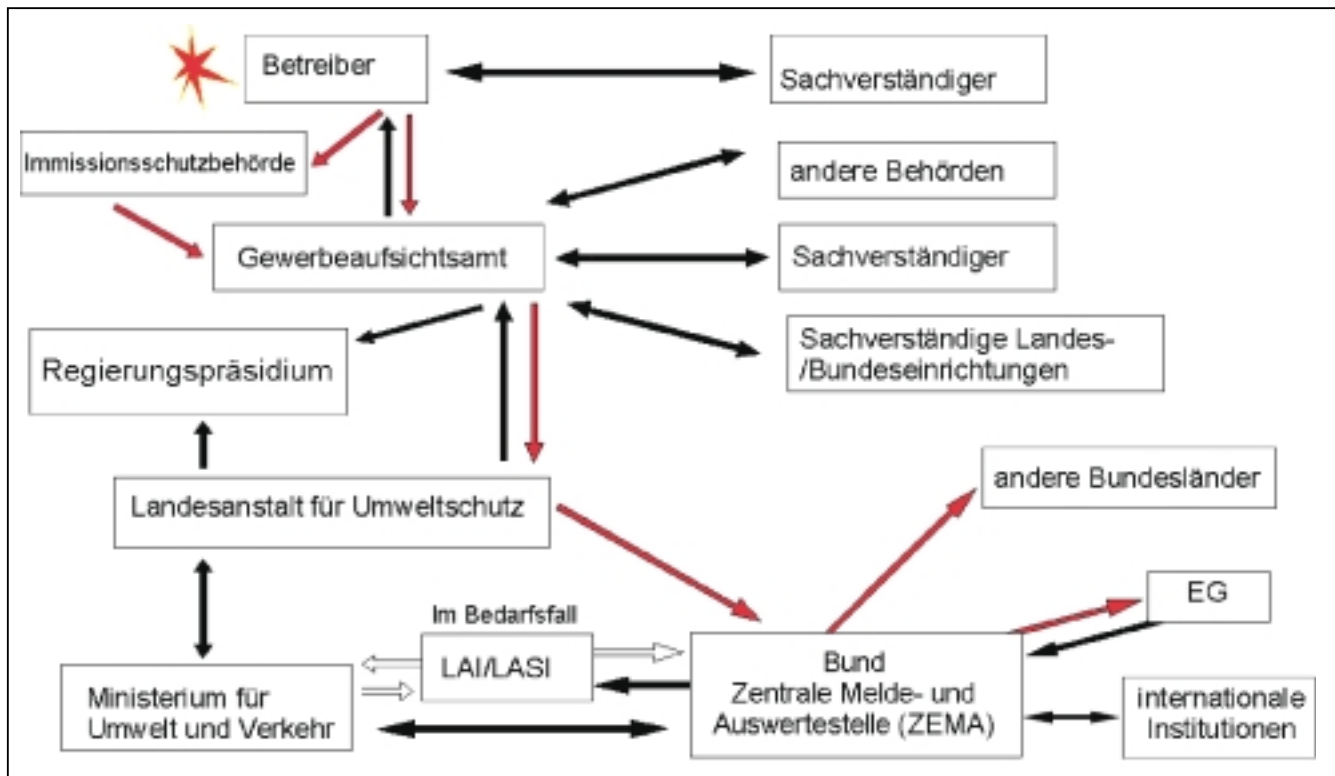 Betreiber
Sachverständiger
Immissionsschutzbehörde
andere Behörden
Gewerbeaufsichtsamt
Sachverständiger
Regierungspräsidium
Sachverständige Landes-
/Bundeseinrichtungen
andere Bundesländer
Landesanstalt für Umweltschutz
EG
Im Bedarfsfall
LAI/LASI
Bund
Zentrale Melde- und
Auswertestelle (ZEMA)
Ministerium für
Umwelt und Verkehr
internationale
Institutionen